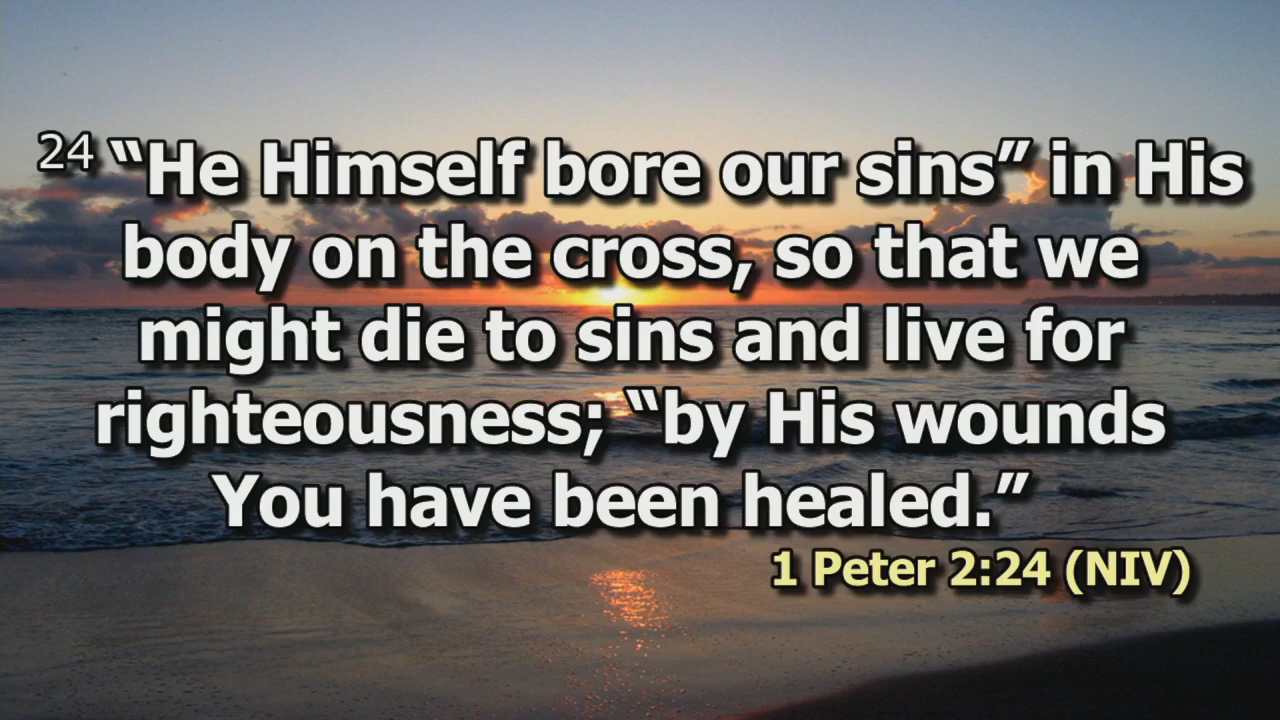 24 “He Himself bore our sins” in His
body on the cross, so that we
might die to sins and live for
righteousness; “by His wounds
You have been healed.”
1 Peter 2:24 (NIV)